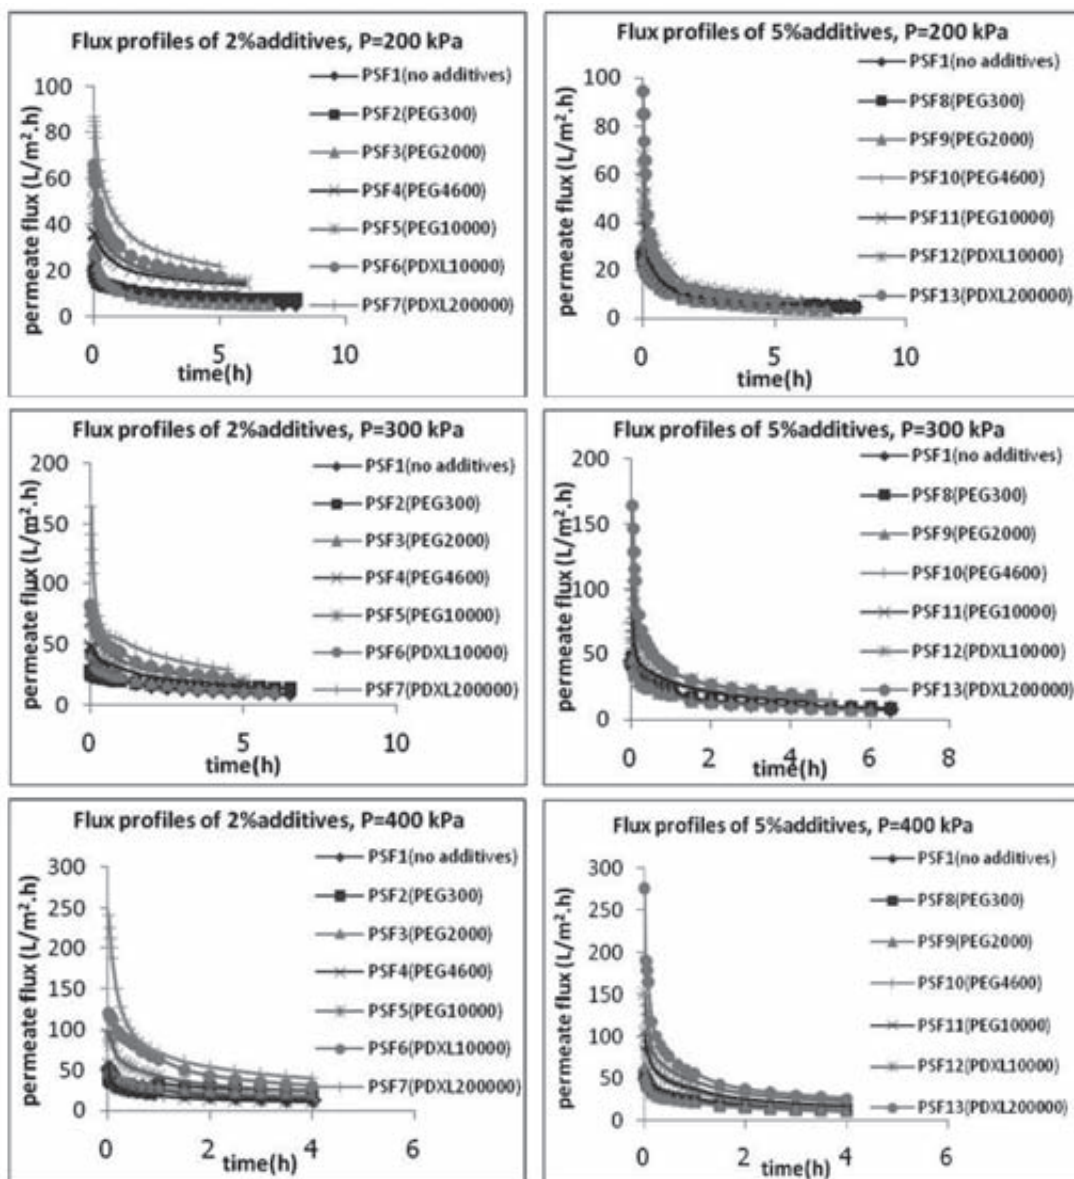 Flux profiles of 2%additives, P=200 kPa
permeate flux (L/m².h)
100
80
60
40
20
0
0
5
10
time(h)
PSF1(no additives)
PSF2(PEG300)
PSF3(PEG2000)
PSF4(PEG4600)
PSF5(PEG10000)
PSF6(PDXL10000)
PSF7(PDXL200000)
Flux profiles of 5%additives, P=200 kPa
permeate flux (L/m².h)
100
80
60
40
20
0
0
5
10
time(h)
PSF1(no additives)
PSF8(PEG300)
PSF9(PEG2000)
PSF10(PEG4600)
PSF11(PEG10000)
PSF12(PDXL10000)
PSF13(PDXL200000)
Flux profiles of 2%additives, P=300 kPa
permeate flux (L/m².h)
200
150
100
50
0
0
5
10
time(h)
PSF1(no additives)
PSF2(PEG300)
PSF3(PEG2000)
PSF4(PEG4600)
PSF5(PEG10000)
PSF6(PDXL10000)
PSF7(PDXL200000)
Flux profiles of 5%additives, P=300 kPa
permeate flux (L/m².h)
200
150
100
50
0
0
2
4
6
8
time(h)
PSF1(no additives)
PSF8(PEG300)
PSF9(PEG2000)
PSF10(PEG4600)
PSF11(PEG10000)
PSF12(PDXL10000)
PSF13(PDXL200000)
Flux profiles of 2%additives, P=400 kPa
permeate flux (L/m².h)
300
250
200
150
100
50
0
0
2
4
6
time(h)
PSF1(no additives)
PSF2(PEG300)
PSF3(PEG2000)
PSF4(PEG4600)
PSF5(PEG10000)
PSF6(PDXL10000)
PSF7(PDXL200000)
Flux profiles of 5%additives, P=400 kPa
permeate flux (L/m².h)
300
250
200
150
100
50
0
0
2
4
6
time(h)
PSF1(no additives)
PSF8(PEG300)
PSF9(PEG2000)
PSF10(PEG4600)
PSF11(PEG10000)
PSF12(PDXL10000)
PSF13(PDXL200000)